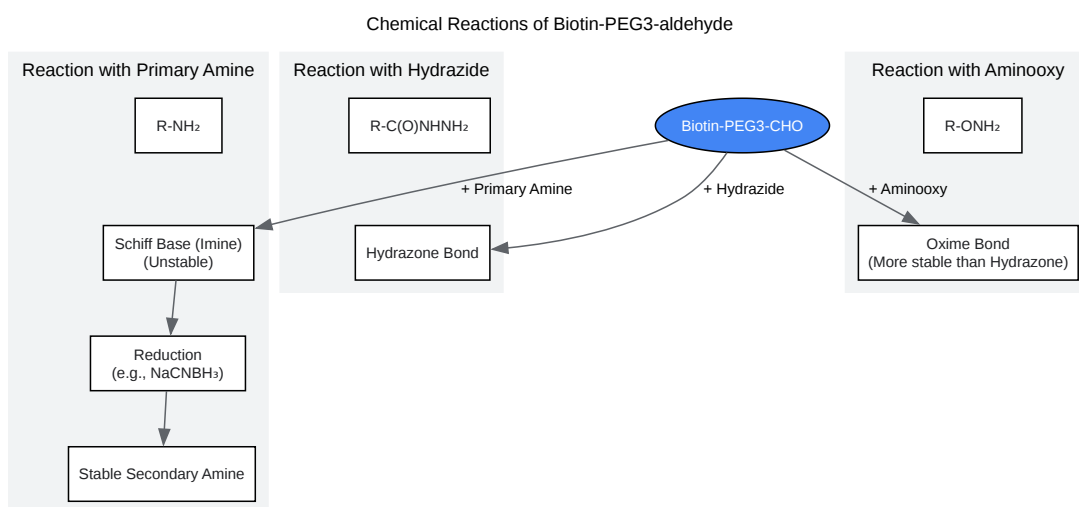 Chemical Reactions of Biotin-PEG3-aldehyde
Reaction with Primary Amine
Reaction with Hydrazide
Reaction with Aminooxy
R-NH₂
R-C(O)NHNH₂
Biotin-PEG3-CHO
R-ONH₂
+ Primary Amine
+ Hydrazide
+ Aminooxy
Schiff Base (Imine)
(Unstable)
Hydrazone Bond
Oxime Bond
(More stable than Hydrazone)
Reduction
(e.g., NaCNBH₃)
Stable Secondary Amine